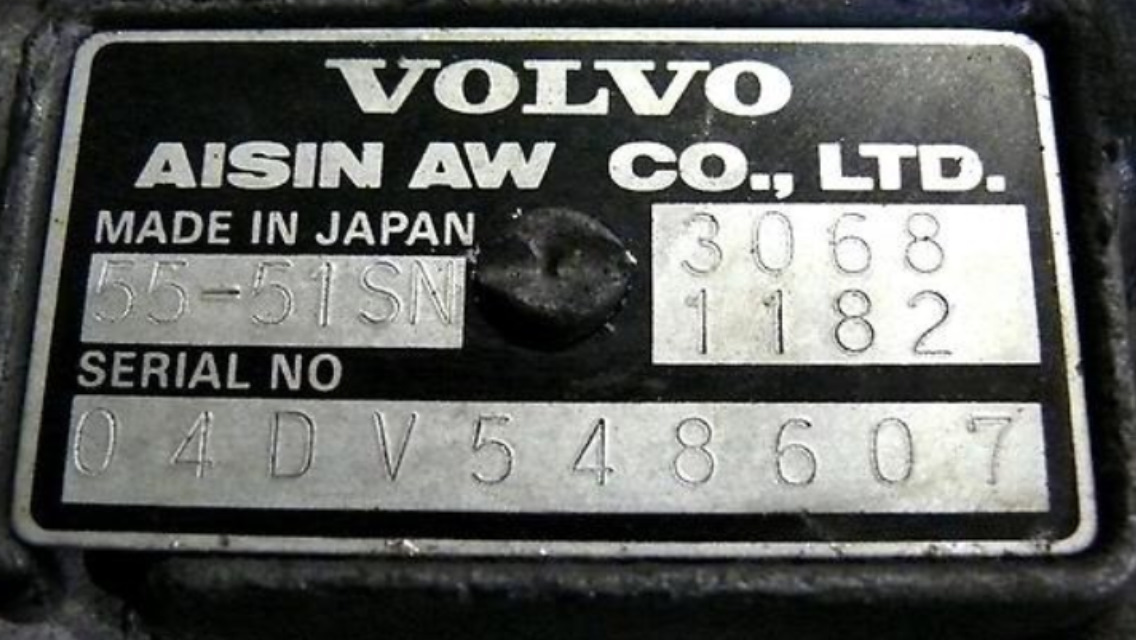 VOLVO
AISIN AW CO., LTD.
MADE IN JAPAN
55-51SN
3068
1182
SERIAL NO
04DV548607